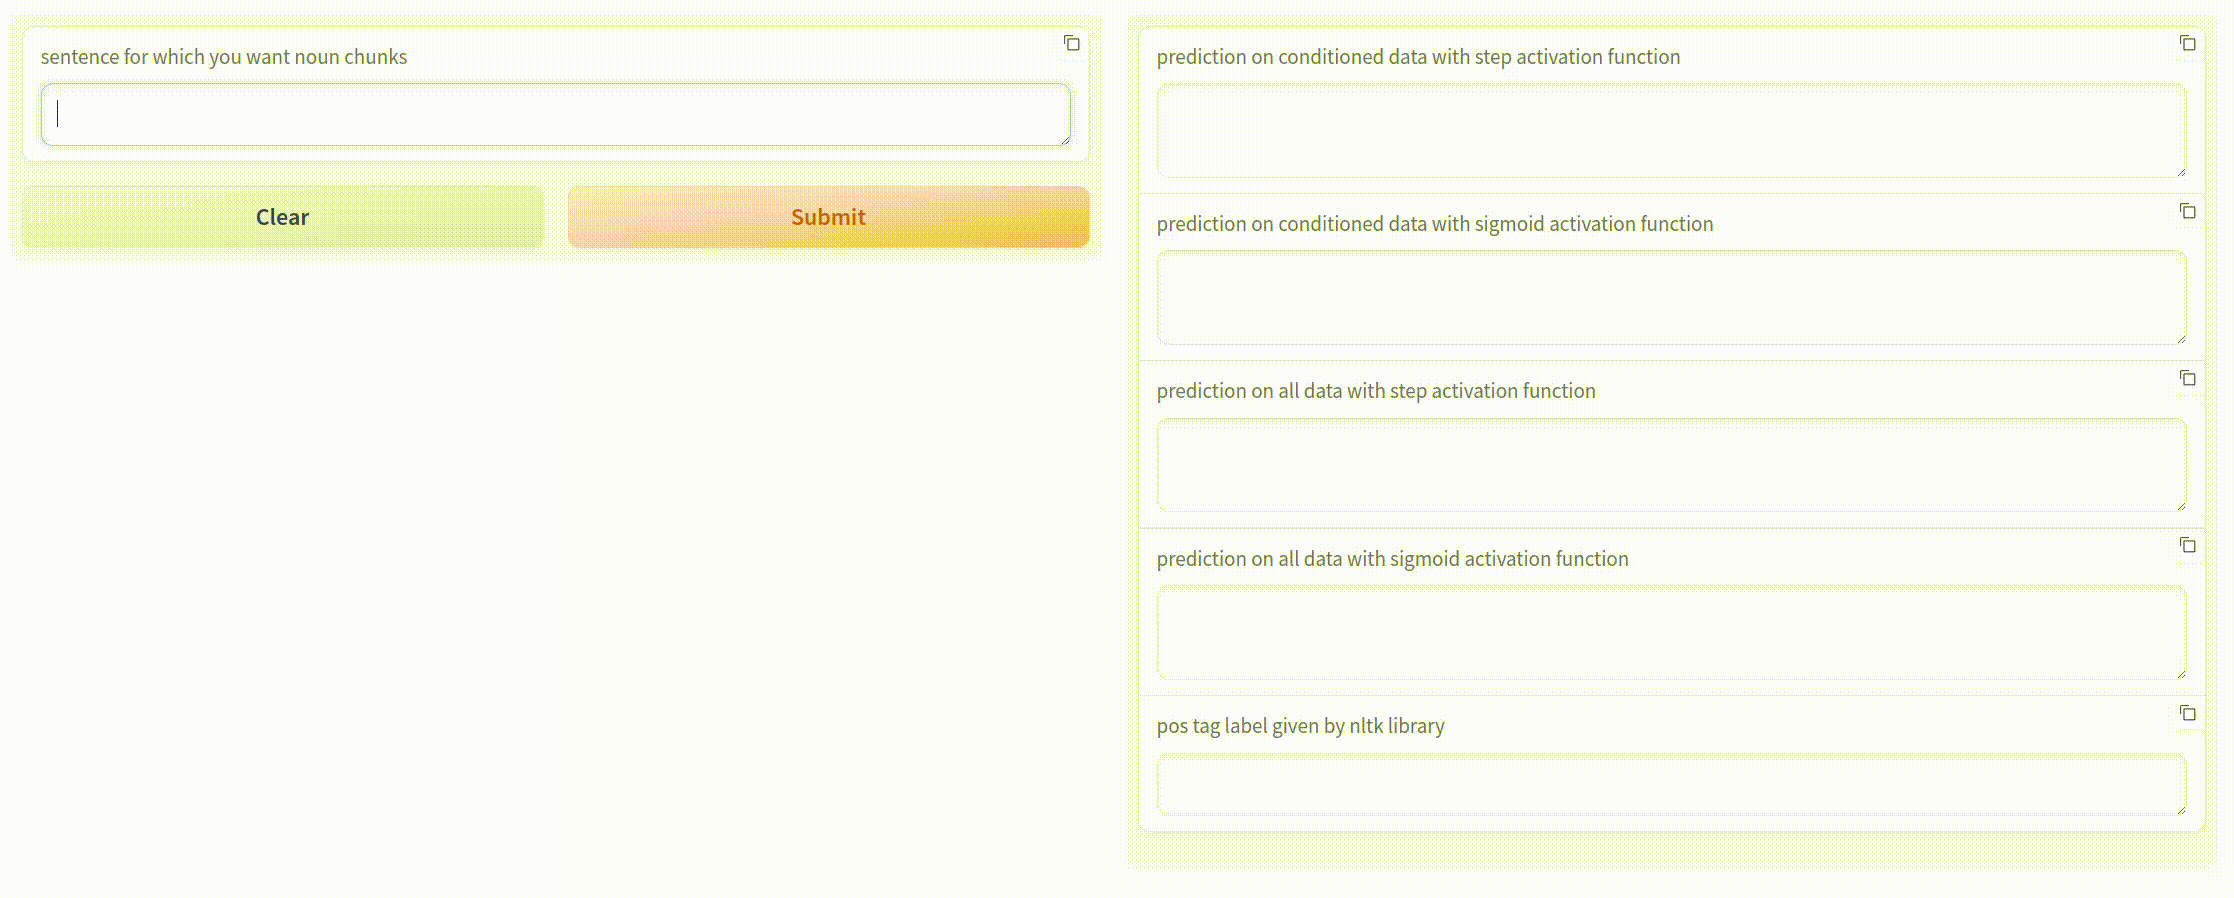 sentence for which you want noun chunks
Clear
Submit
prediction on conditioned data with step activation function
prediction on conditioned data with sigmoid activation function
prediction on all data with step activation function
prediction on all data with sigmoid activation function
pos tag label given by nltk library